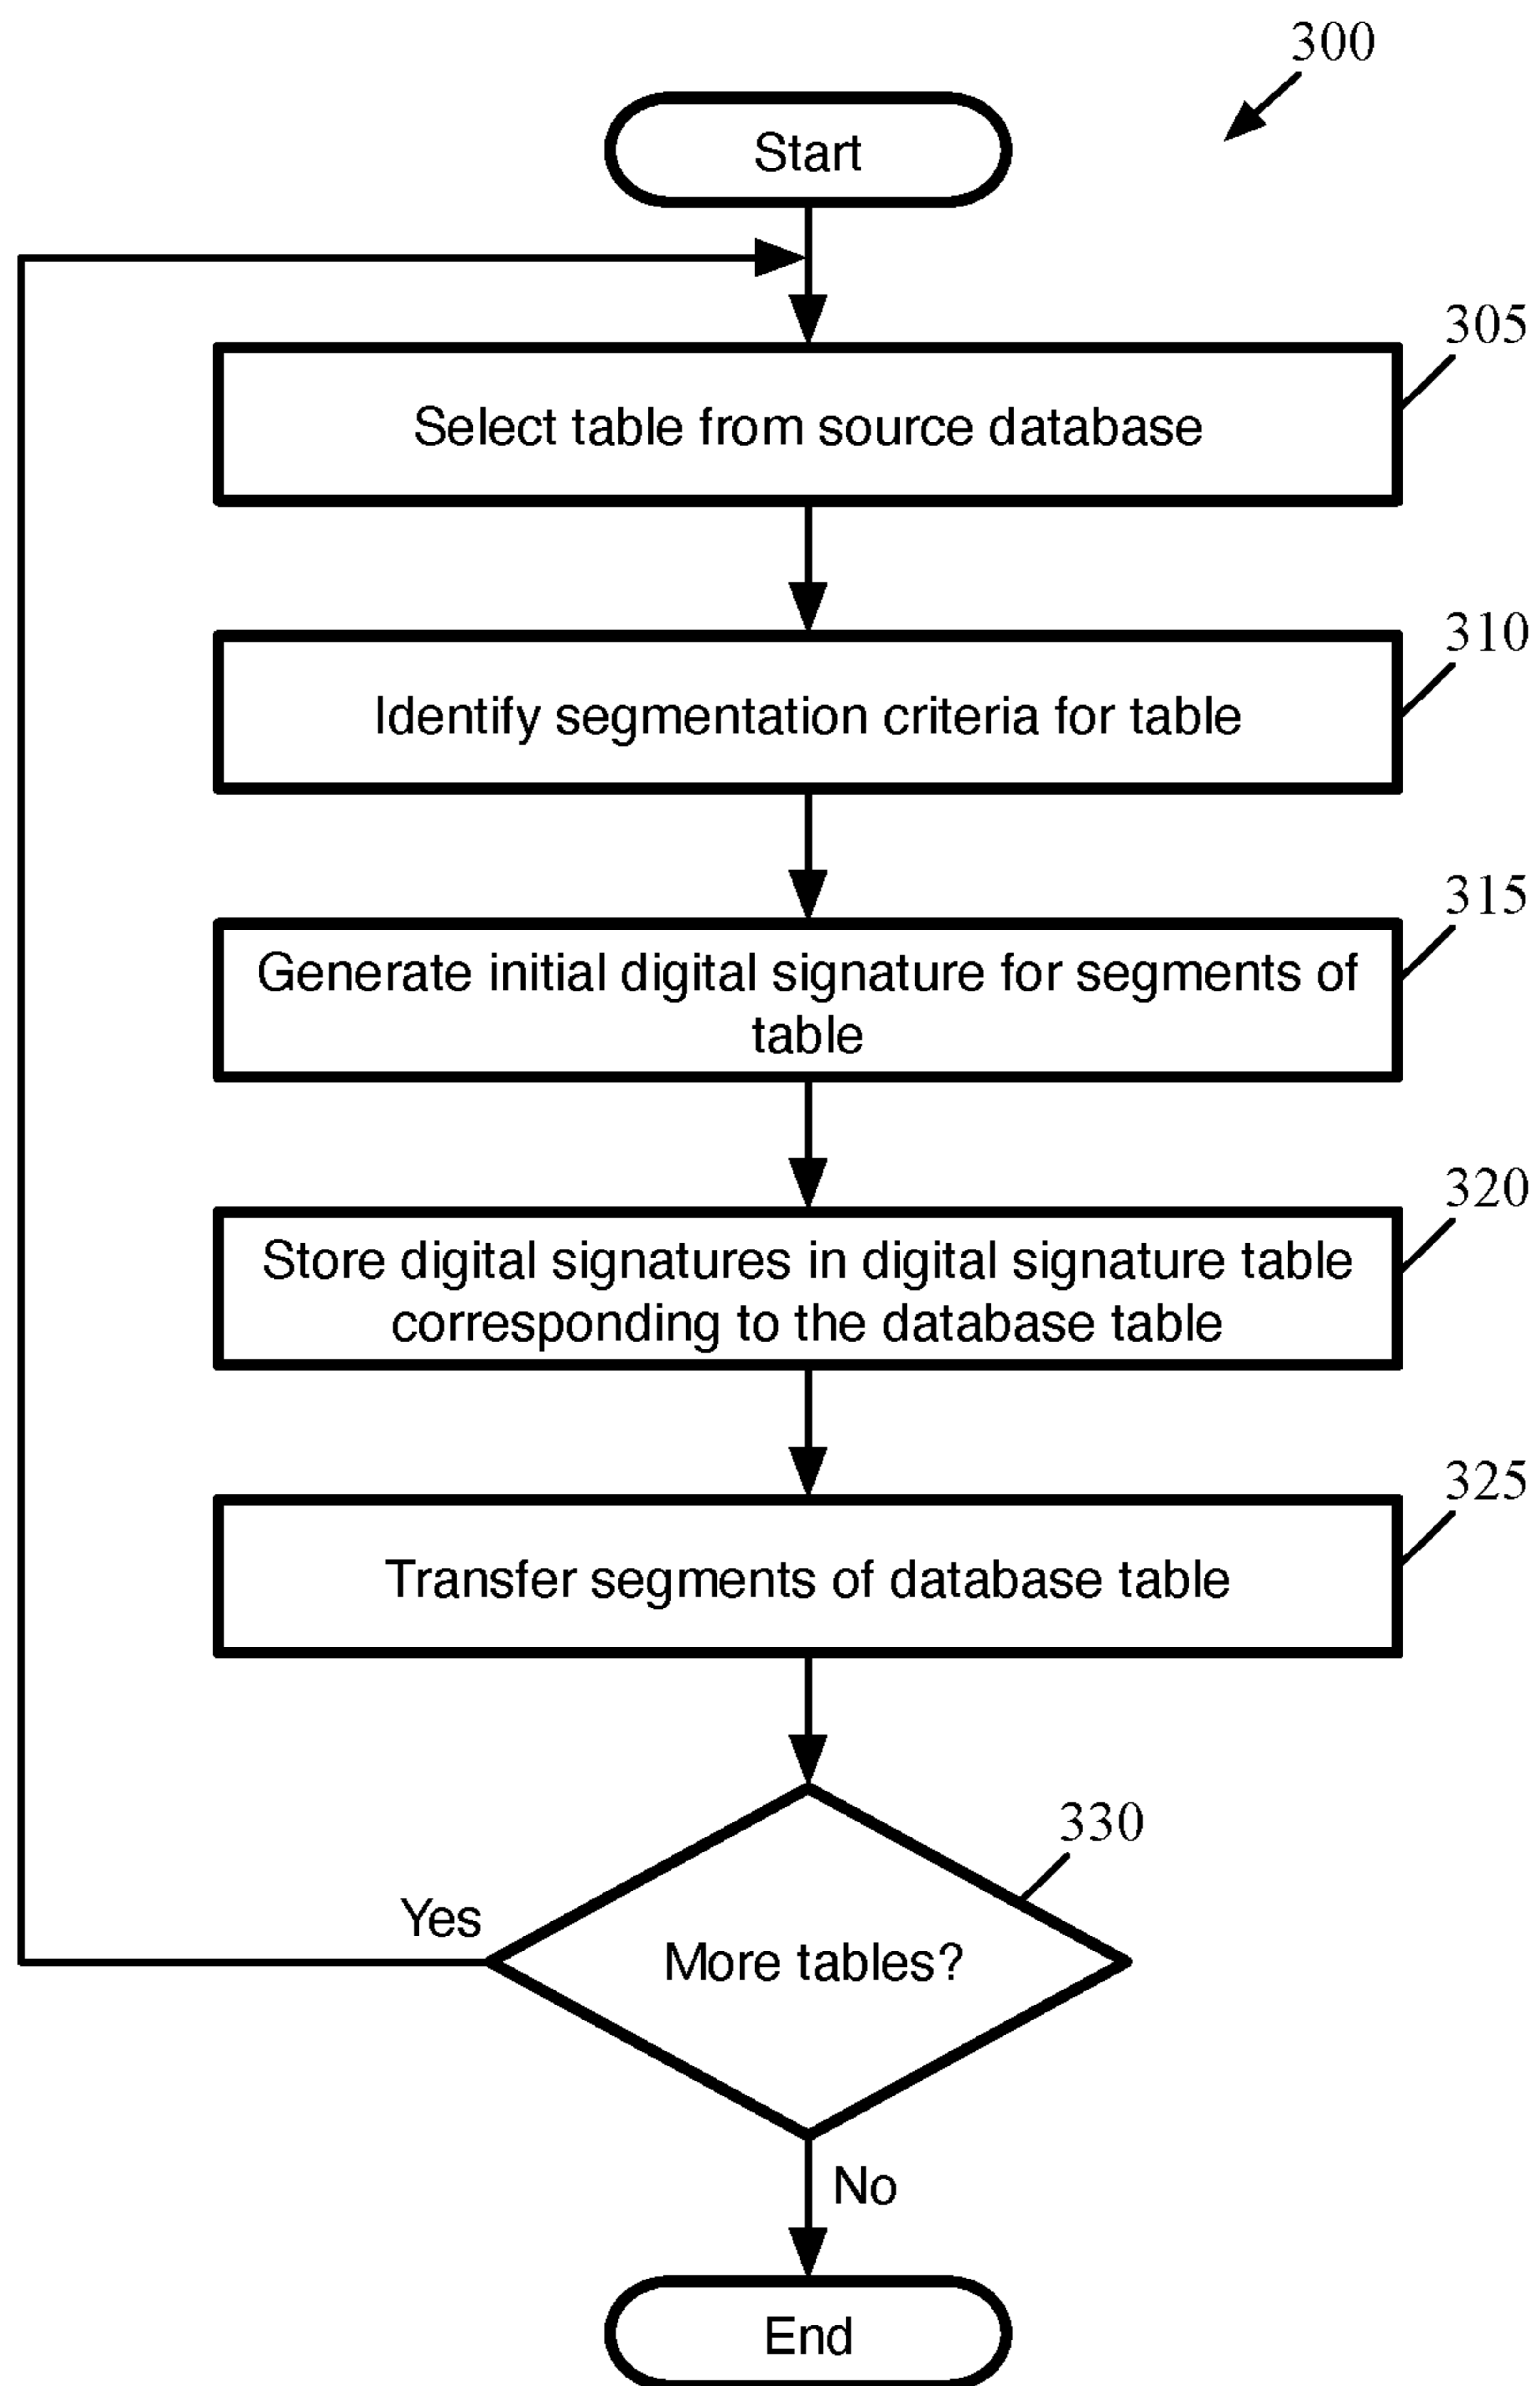 300
Start
305
Select table from source database
310
Identify segmentation criteria for table
315
Generate initial digital signature for segments of
table
320
Store digital signatures in digital signature table
corresponding to the database table
325
Transfer segments of database table
330
Yes
More tables?
No
End